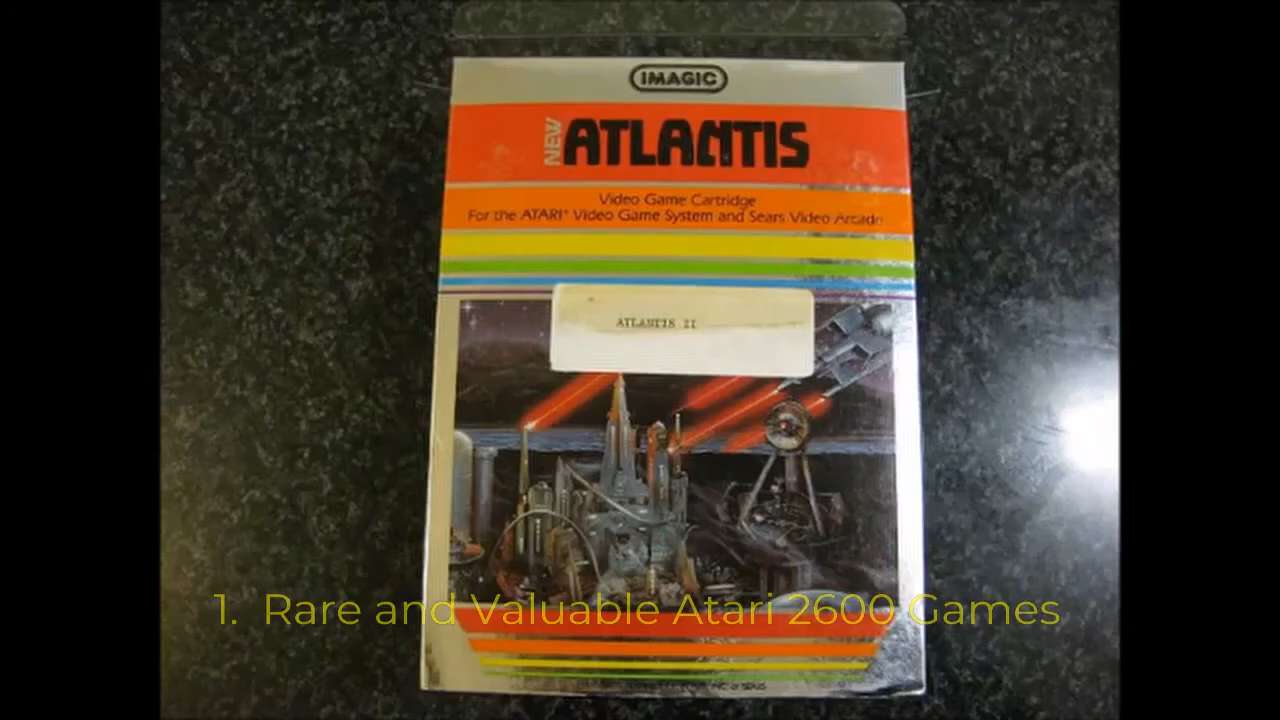 IMAGIC
NEW ATLANTIS
Video Game Cartridge
For the ATARI® Video Game System and Sears Video Arcade
ATLANTIS II
1. Rare and Valuable Atari 2600 Games